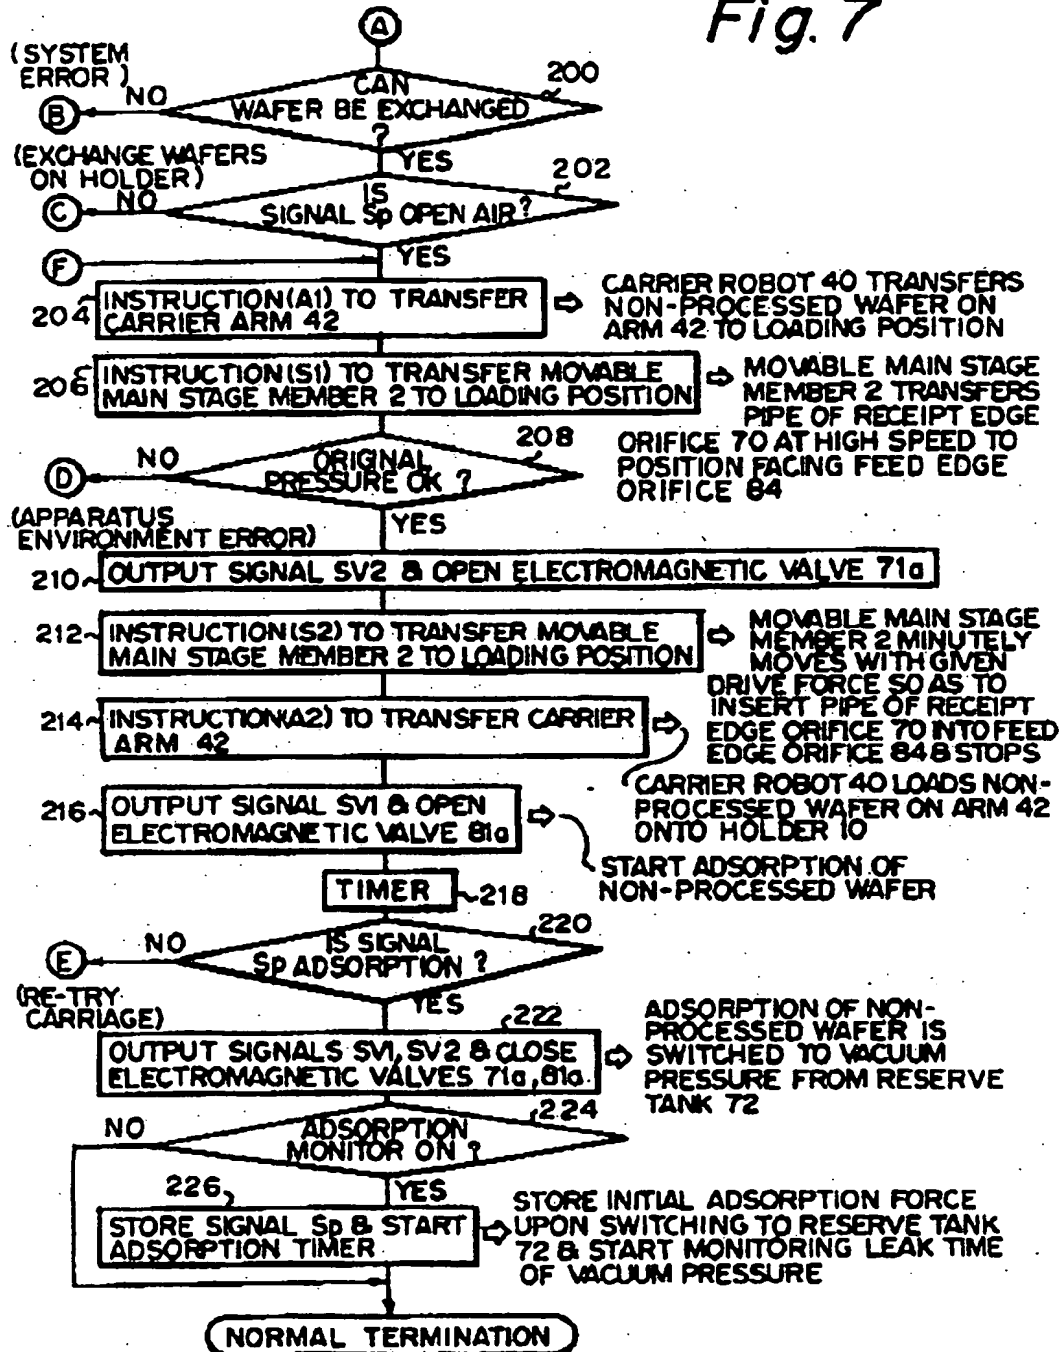 Fig. 7
A
(SYSTEM
ERROR)
NO
B
CAN
WAFER BE EXCHANGED
?
200
YES
(EXCHANGE WAFERS
ON HOLDER)
NO
C
IS
SIGNAL Sp OPEN AIR?
202
YES
F
204
INSTRUCTION(A1) TO TRANSFER
CARRIER ARM 42
CARRIER ROBOT 40 TRANSFERS
NON-PROCESSED WAFER ON
ARM 42 TO LOADING POSITION
206
INSTRUCTION(S1) TO TRANSFER MOVABLE
MAIN STAGE MEMBER 2 TO LOADING POSITION
MOVABLE MAIN STAGE
MEMBER 2 TRANSFERS
PIPE OF RECEIPT EDGE
ORIFICE 70 AT HIGH SPEED TO
POSITION FACING FEED EDGE
ORIFICE 84
208
NO
D
ORIGINAL
PRESSURE OK ?
YES
(APPARATUS
ENVIRONMENT ERROR)
210
OUTPUT SIGNAL SV2 & OPEN ELECTROMAGNETIC VALVE 71a
212
INSTRUCTION(S2) TO TRANSFER MOVABLE
MAIN STAGE MEMBER 2 TO LOADING POSITION
MOVABLE MAIN STAGE
MEMBER 2 MINUTELY
MOVES WITH GIVEN
DRIVE FORCE SO AS TO
INSERT PIPE OF RECEIPT
EDGE ORIFICE 70 INTO FEED
EDGE ORIFICE 84 & STOPS
214
INSTRUCTION(A2) TO TRANSFER CARRIER
ARM 42
CARRIER ROBOT 40 LOADS NON-
PROCESSED WAFER ON ARM 42
ONTO HOLDER 10
216
OUTPUT SIGNAL SV1 & OPEN
ELECTROMAGNETIC VALVE 81a
START ADSORPTION OF
NON-PROCESSED WAFER
TIMER
218
220
NO
E
IS SIGNAL
Sp ADSORPTION ?
(RE-TRY
CARRIAGE)
YES
222
OUTPUT SIGNALS SV1, SV2 & CLOSE
ELECTROMAGNETIC VALVES 71a, 81a
ADSORPTION OF NON-
PROCESSED WAFER IS
SWITCHED TO VACUUM
PRESSURE FROM RESERVE
TANK 72
224
NO
ADSORPTION
MONITOR ON ?
YES
226
STORE SIGNAL Sp & START
ADSORPTION TIMER
STORE INITIAL ADSORPTION FORCE
UPON SWITCHING TO RESERVE TANK
72 & START MONITORING LEAK TIME
OF VACUUM PRESSURE
NORMAL TERMINATION